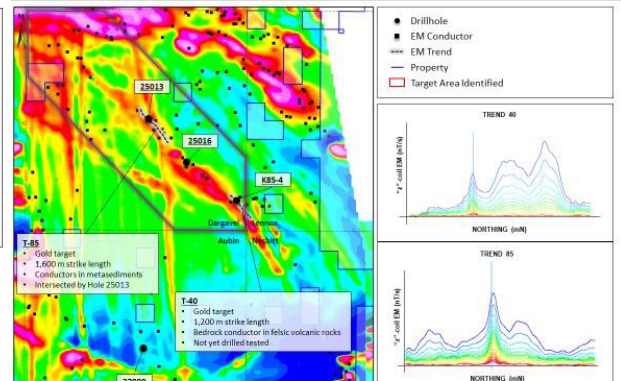 N
25013
25016
K85-4
Dargavel Lennox
Aubin Nesbitt
T-85
• Gold target
• 1,600 m strike length
• Conductors in metasediments
• Intersected by Hole 25013
T-40
• Gold target
• 1,200 m strike length
• Bedrock conductor in felsic volcanic rocks
• Not yet drilled tested
Drillhole
EM Conductor
EM Trend
Property
Target Area Identified
TREND 40
"z"-coil EM (nT/s)
NORTHING (mN)
TREND 85
"z"-coil EM (nT/s)
NORTHING (mN)